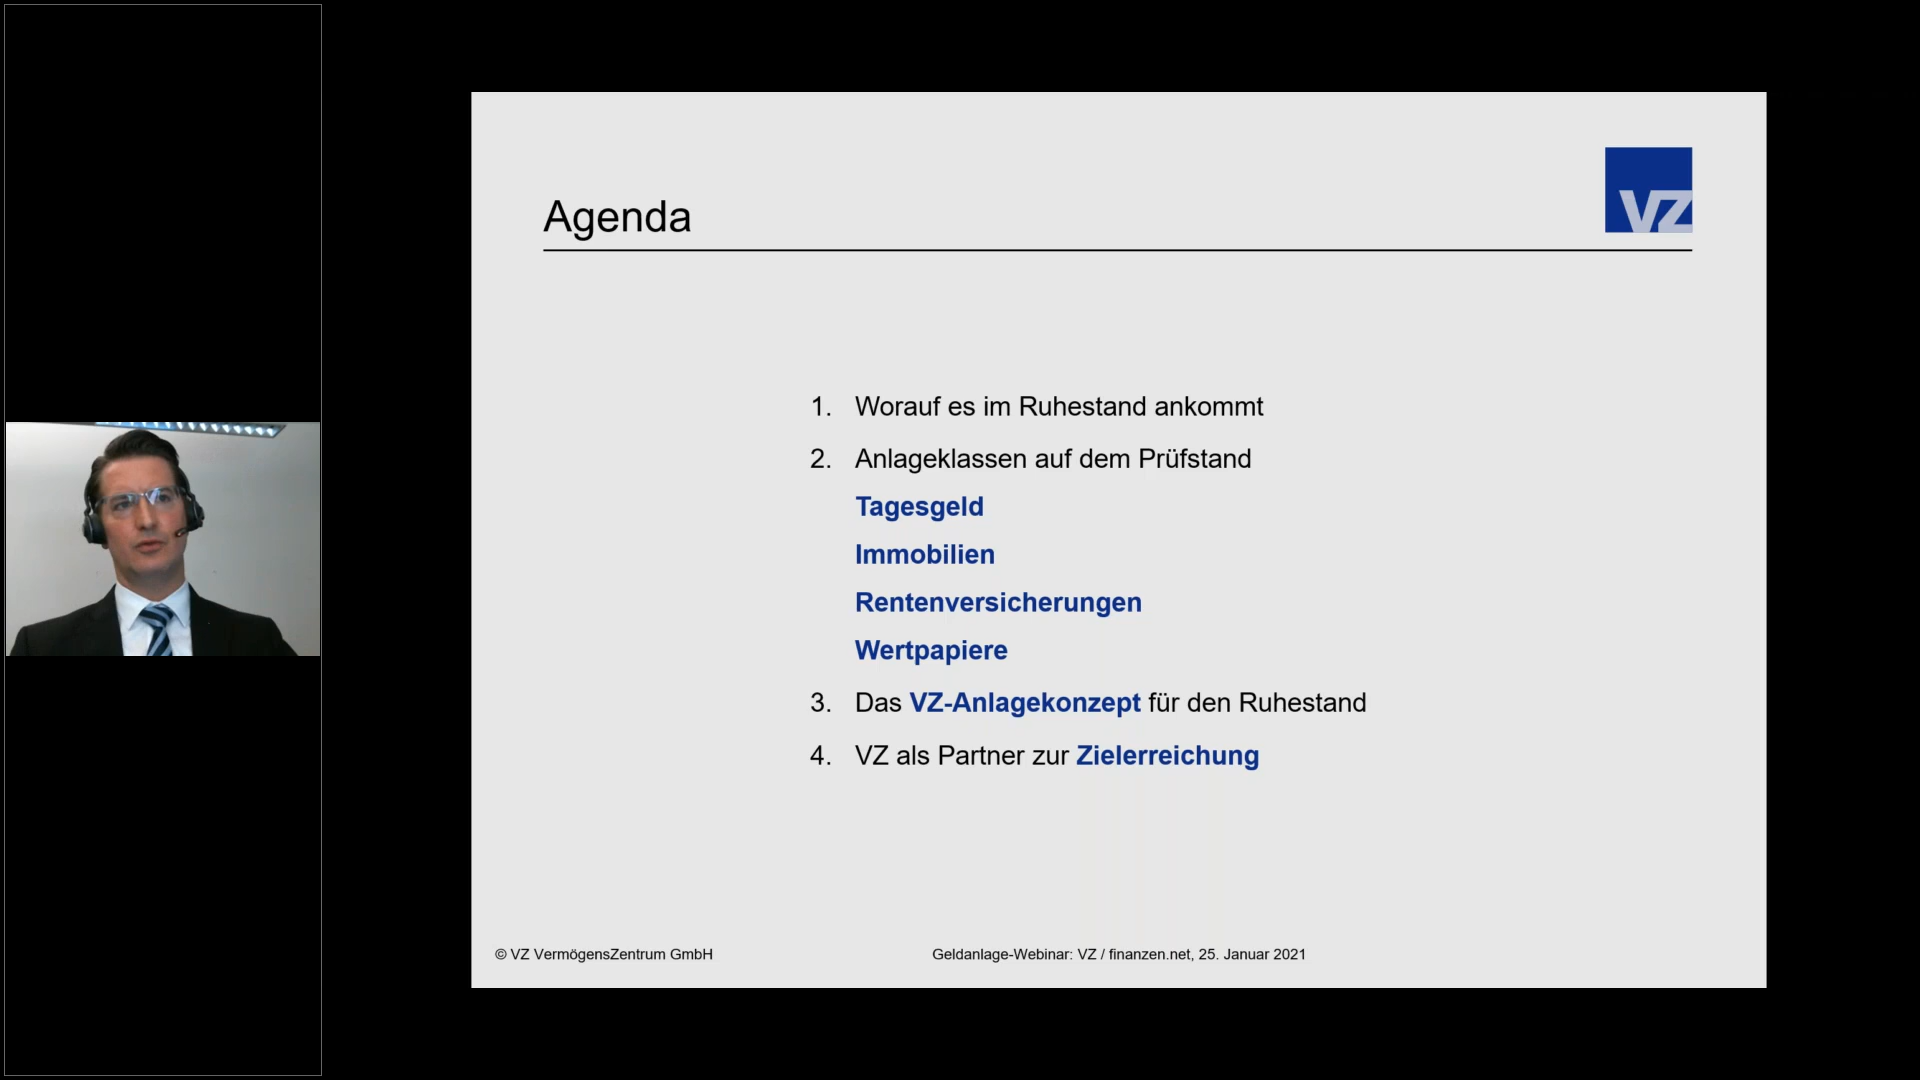 VZ
Agenda
1. Worauf es im Ruhestand ankommt
2. Anlageklassen auf dem Prüfstand
Tagesgeld
Immobilien
Rentenversicherungen
Wertpapiere
3. Das VZ-Anlagekonzept für den Ruhestand
4. VZ als Partner zur Zielerreichung
© VZ VermögensZentrum GmbH
Geldanlage-Webinar: VZ / finanzen.net, 25. Januar 2021